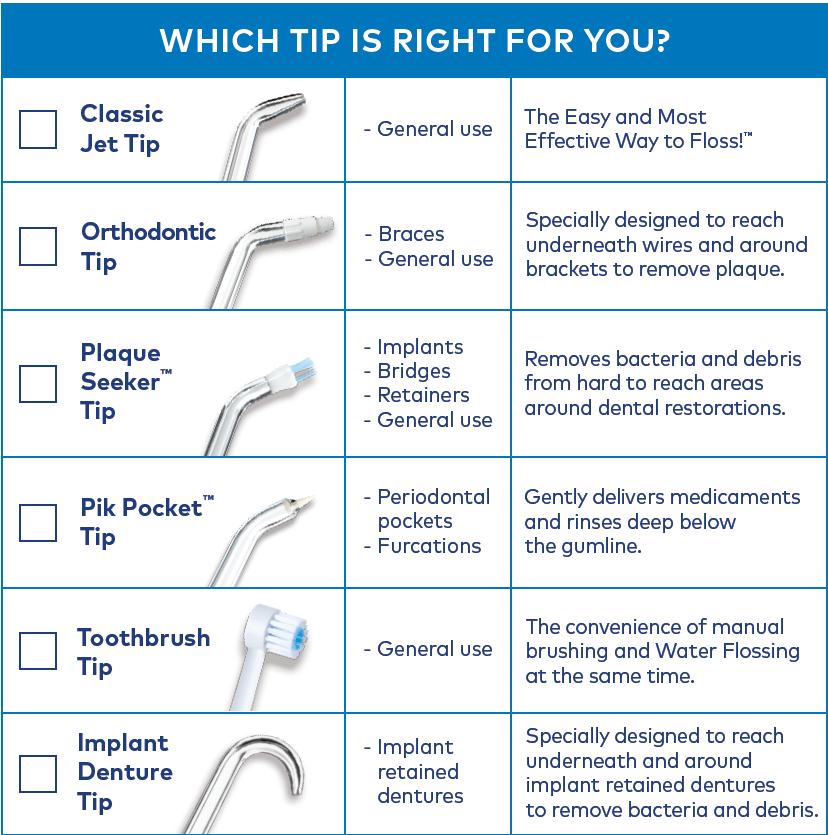 WHICH TIP IS RIGHT FOR YOU?
Classic
Jet Tip
- General use
The Easy and Most
Effective Way to Floss!™
Orthodontic
Tip
- Braces
- General use
Specially designed to reach
underneath wires and around
brackets to remove plaque.
Plaque
Seeker™
Tip
- Implants
- Bridges
- Retainers
- General use
Removes bacteria and debris
from hard to reach areas
around dental restorations.
Pik Pocket™
Tip
- Periodontal
pockets
- Furcations
Gently delivers medicaments
and rinses deep below
the gumline.
Toothbrush
Tip
- General use
The convenience of manual
brushing and Water Flossing
at the same time.
Implant
Denture
Tip
- Implant
retained
dentures
Specially designed to reach
underneath and around
implant retained dentures
to remove bacteria and debris.